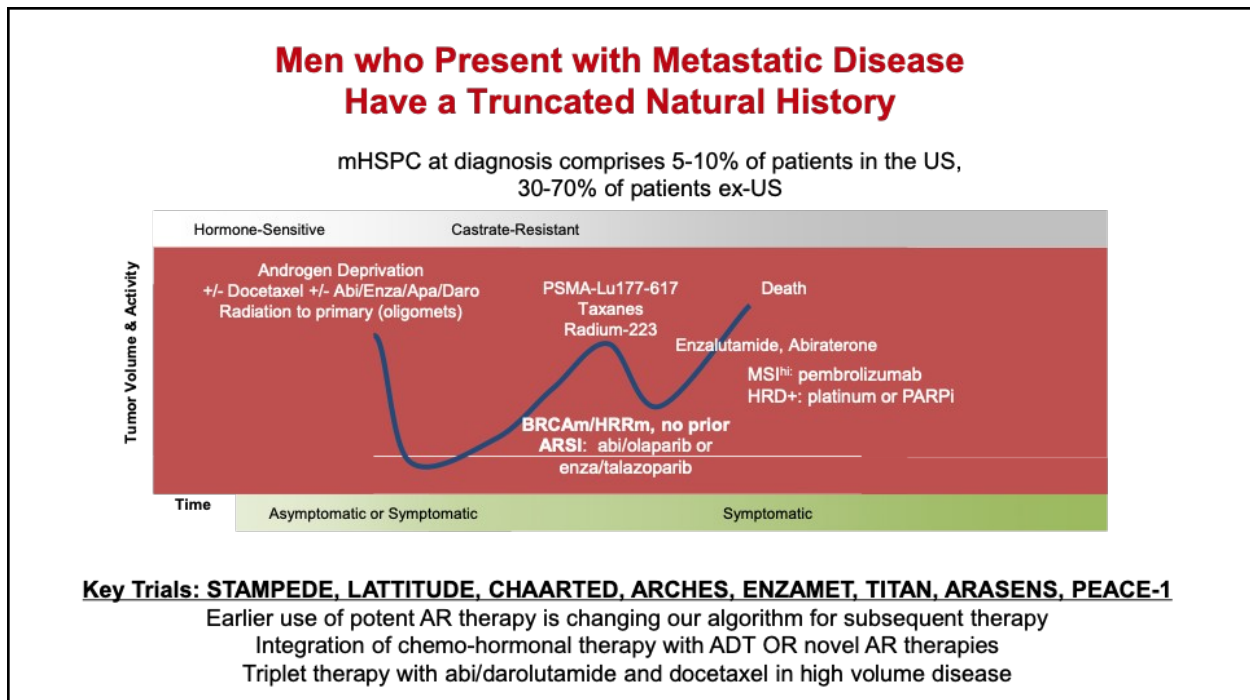 Men who Present with Metastatic Disease
Have a Truncated Natural History
mHSPC at diagnosis comprises 5-10% of patients in the US,
30-70% of patients ex-US
Hormone-Sensitive
Castrate-Resistant
Tumor Volume & Activity
Androgen Deprivation
+/- Docetaxel +/- Abi/Enza/Apa/Daro
Radiation to primary (oligomets)
PSMA-Lu177-617
Taxanes
Radium-223
Death
Enzalutamide, Abiraterone
MSIhi: pembrolizumab
HRD+: platinum or PARPi
BRCAm/HRRm, no prior
ARSI: abi/olaparib or
enza/talazoparib
Time
Asymptomatic or Symptomatic
Symptomatic
Key Trials: STAMPEDE, LATTITUDE, CHAARTED, ARCHES, ENZAMET, TITAN, ARASENS, PEACE-1
Earlier use of potent AR therapy is changing our algorithm for subsequent therapy
Integration of chemo-hormonal therapy with ADT OR novel AR therapies
Triplet therapy with abi/darolutamide and docetaxel in high volume disease